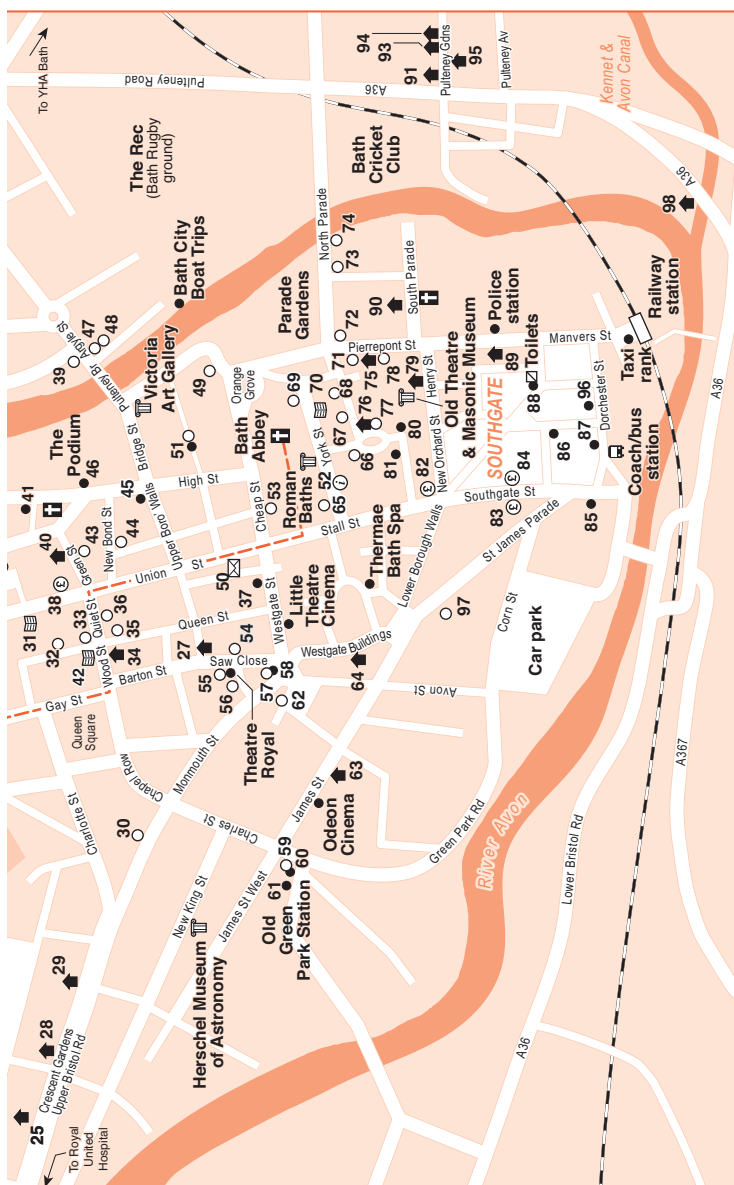 To Royal
United
Hospital
25
28
29
Crescent Gardens
Upper Bristol Rd
Charlotte St
30
Chapel Row
Monmouth St
Charles St
New King St
James St West
Herschel Museum
of Astronomy
61
60
59
Old
Green
Park Station
Odeon
Cinema
63
James St
Green Park Rd
River Avon
Lower Bristol Rd
A36
A367
Gay St
Queen
Square
Barton St
Wood St
42
34
31
32
33
Quiet St
35
36
Queen St
27
Saw Close
54
55
56
57
58
62
Theatre
Royal
Westgate Buildings
64
Avon St
Car park
Corn St
97
St James Parade
Lower Borough Walls
Thermae
Bath Spa
Little
Theatre
Cinema
Westgate St
37
50
38
40
41
Green St
43
New Bond St
44
Union
St
Upper Boro Walls
45
46
The
Podium
High St
Bridge St
Pulteney Br
Argyle St
39
47
48
Victoria
Art Gallery
49
51
Orange
Grove
Bath
Abbey
Cheap St
53
Roman
Baths
52
65
York St
Stall St
66
67
68
69
70
71
72
73
74
75
76
77
78
79
80
81
82
83
84
85
86
87
88
89
90
96
New Orchard St
Henry St
Old Theatre
& Masonic Museum
SOUTHGATE
Southgate St
Toilets
Police
station
Manvers St
Pierrepont St
Dorchester St
Coach/bus
station
Taxi
rank
Railway
station
A36
South Parade
North Parade
Parade
Gardens
Bath City
Boat Trips
The Rec
(Bath Rugby
ground)
Bath
Cricket
Club
Pulteney Road
To YHA Bath
A36
91
93
94
95
Pulteney Gdns
Pulteney Av
Kennet &
Avon Canal
A36
98